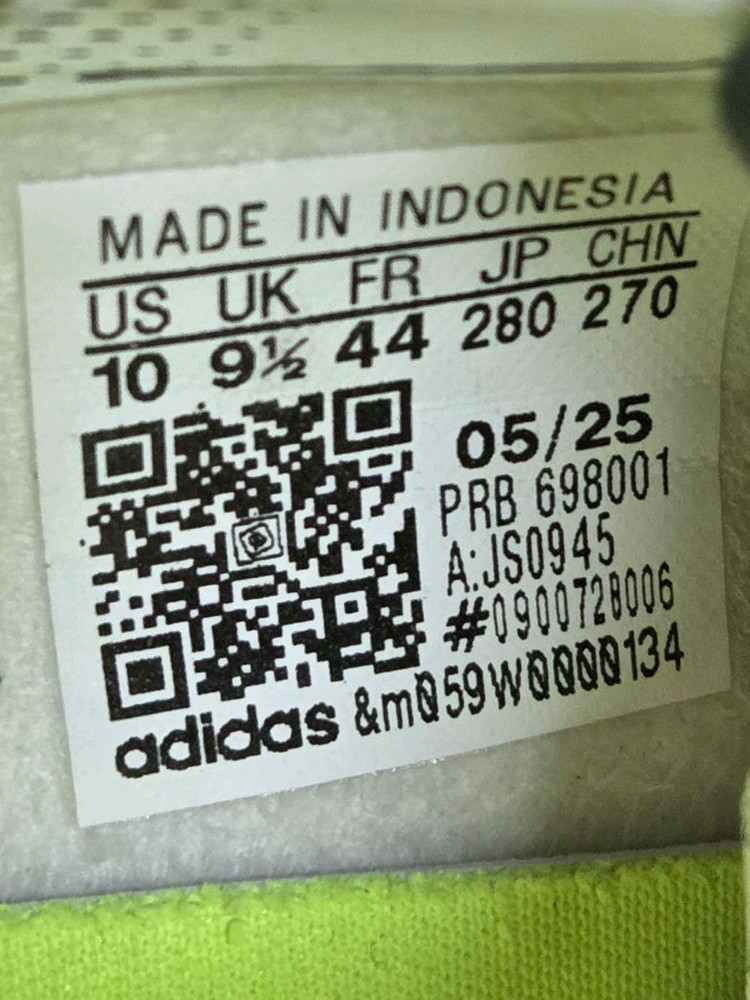 MADE IN INDONESIA
US UK FR JP CHN
10 9½ 44 280 270
05/25
PRB 698001
A:JS0945
#0900728006
adidas &m059W0000134